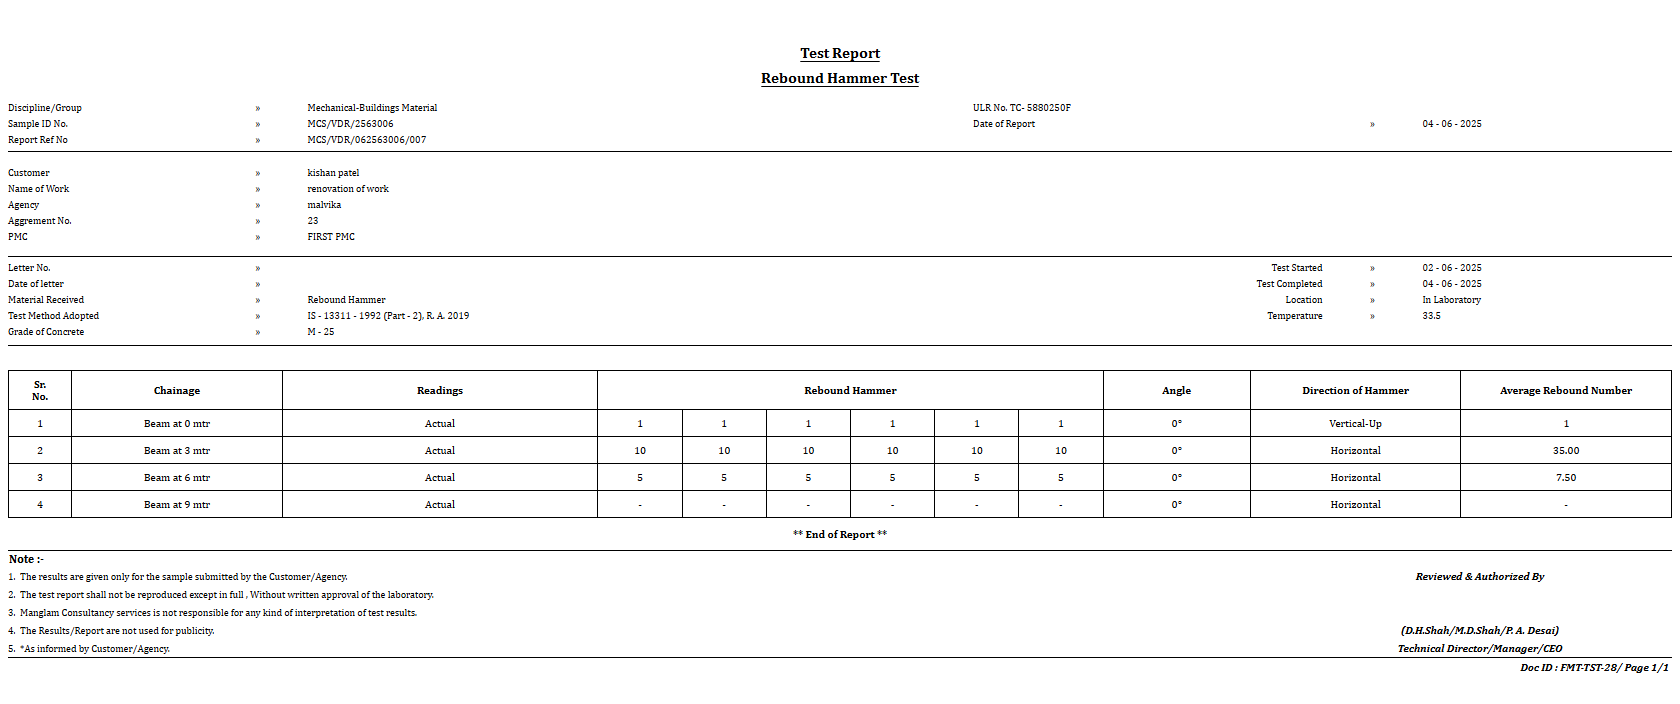 Test Report
Rebound Hammer Test
Discipline/Group » Mechanical-Buildings Material ULR No. TC- 5880250F
Sample ID No. » MCS/VDR/2563006 Date of Report » 04 - 06 - 2025
Report Ref No » MCS/VDR/062563006/007
Customer » kishan patel
Name of Work » renovation of work
Agency » malvika
Aggrement No. » 23
PMC » FIRST PMC
Letter No. » Test Started » 02 - 06 - 2025
Date of letter » Test Completed » 04 - 06 - 2025
Material Received » Rebound Hammer Location » In Laboratory
Test Method Adopted » IS - 13311 - 1992 (Part - 2), R. A. 2019 Temperature » 33.5
Grade of Concrete » M - 25
Sr. No. Chainage Readings Rebound Hammer Angle Direction of Hammer Average Rebound Number
1 Beam at 0 mtr Actual 1 1 1 1 1 1 0° Vertical-Up 1
2 Beam at 3 mtr Actual 10 10 10 10 10 10 0° Horizontal 35.00
3 Beam at 6 mtr Actual 5 5 5 5 5 5 0° Horizontal 7.50
4 Beam at 9 mtr Actual - - - - - - 0° Horizontal -
** End of Report **
Note :-
1. The results are given only for the sample submitted by the Customer/Agency. Reviewed & Authorized By
2. The test report shall not be reproduced except in full , Without written approval of the laboratory.
3. Manglam Consultancy services is not responsible for any kind of interpretation of test results.
4. The Results/Report are not used for publicity. (D.H.Shah/M.D.Shah/P. A. Desai)
5. *As informed by Customer/Agency. Technical Director/Manager/CEO
Doc ID : FMT-TST-28/ Page 1/1